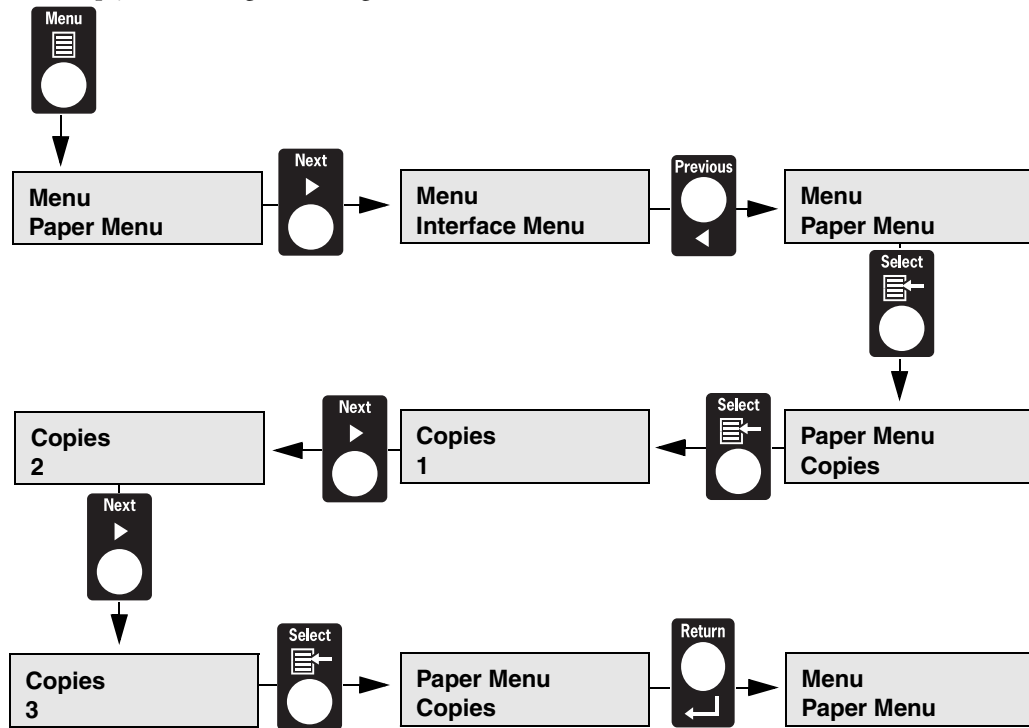 Menu
Menu
Paper Menu
Next
Menu
Interface Menu
Previous
Menu
Paper Menu
Select
Paper Menu
Copies
Select
Copies
1
Next
Copies
2
Next
Copies
3
Select
Paper Menu
Copies
Return
Menu
Paper Menu